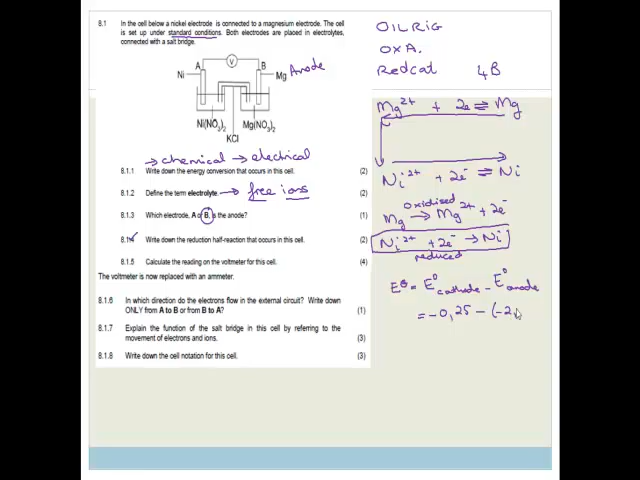 8.1 In the cell below a nickel electrode is connected to a magnesium electrode. The cell
is set up under standard conditions. Both electrodes are placed in electrolytes,
connected with a salt bridge.
A V B
Ni Mg Anode
Ni(NO3)2 Mg(NO3)2
KCl
→ chemical → electrical
8.1.1 Write down the energy conversion that occurs in this cell. (2)
8.1.2 Define the term electrolyte. → free ions (2)
8.1.3 Which electrode, A or B, is the anode? (1)
8.1.4 Write down the reduction half-reaction that occurs in this cell. (2)
8.1.5 Calculate the reading on the voltmeter for this cell. (4)
The voltmeter is now replaced with an ammeter.
8.1.6 In which direction do the electrons flow in the external circuit? Write down
ONLY from A to B or from B to A? (1)
8.1.7 Explain the function of the salt bridge in this cell by referring to the
movement of electrons and ions. (3)
8.1.8 Write down the cell notation for this cell. (3)
OILRIG
OXA.
Redcat 4B
Mg²⁺ + 2e ⇌ Mg
Ni²⁺ + 2e⁻ ⇌ Ni
oxidised
Mg → Mg²⁺ + 2e⁻
Ni²⁺ + 2e⁻ → Ni
reduced
E° = E°cathode - E°anode
= -0,25 - (-2,